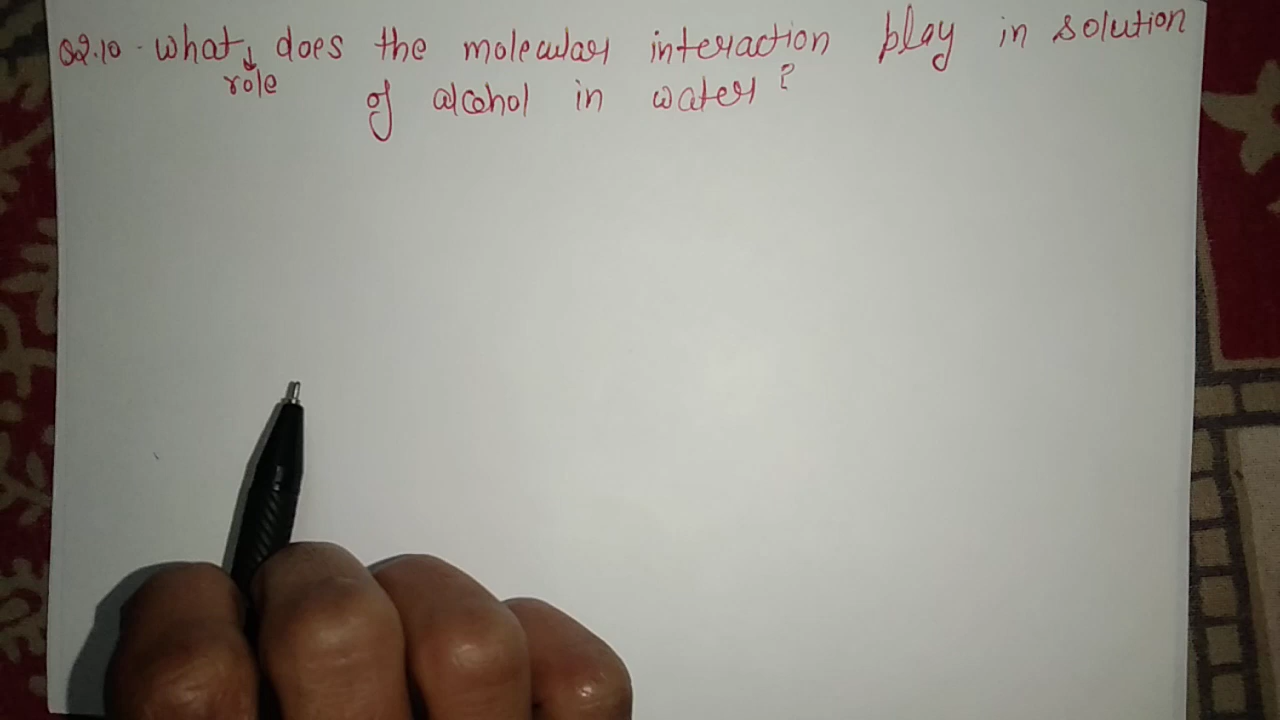 Q2.10 - What role does the molecular interaction play in solution
of alcohol in water?